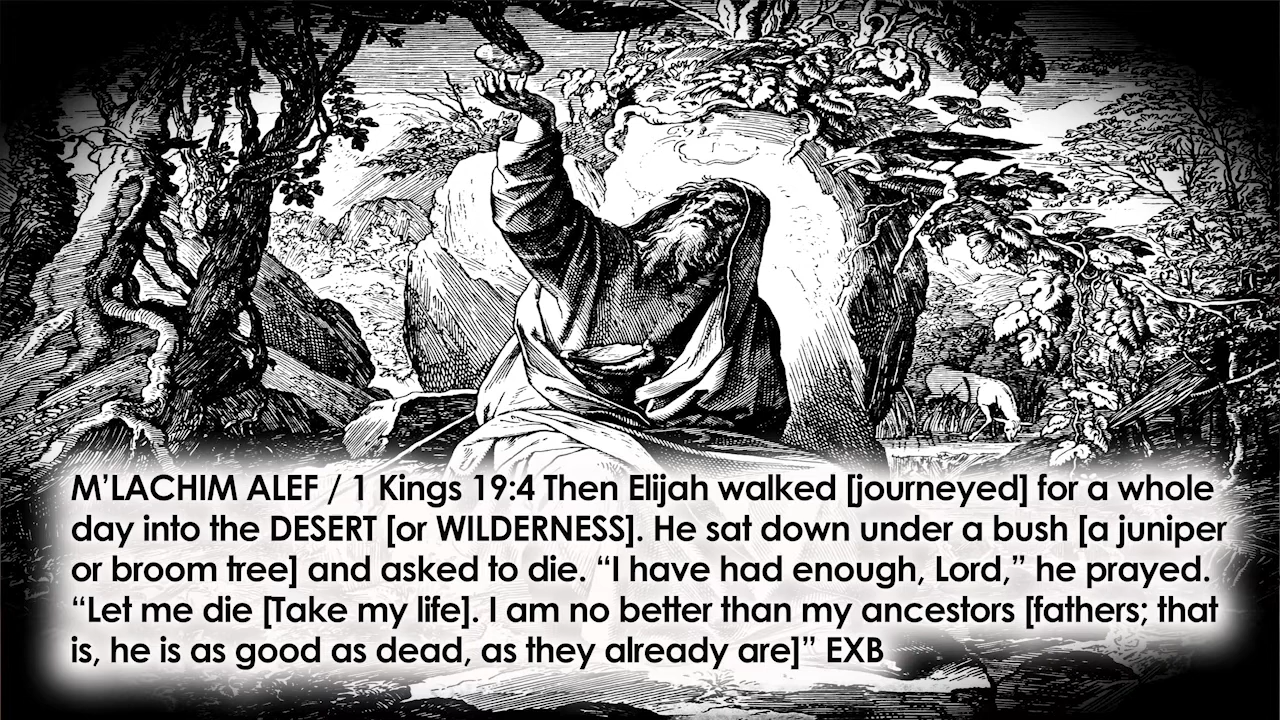 M’LACHIM ALEF / 1 Kings 19:4 Then Elijah walked [journeyed] for a whole
day into the DESERT [or WILDERNESS]. He sat down under a bush [a juniper
or broom tree] and asked to die. “I have had enough, Lord,” he prayed.
“Let me die [Take my life]. I am no better than my ancestors [fathers; that
is, he is as good as dead, as they already are]” EXB